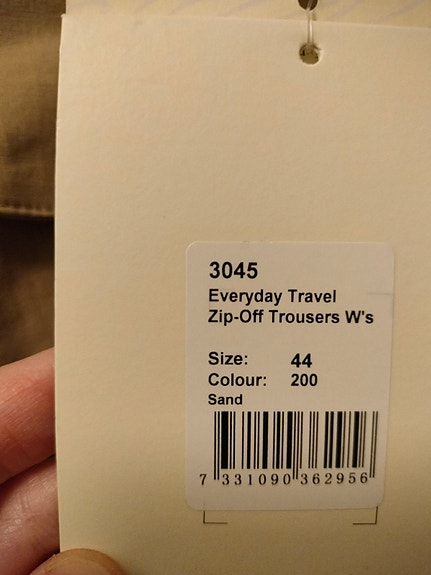 3045
Everyday Travel
Zip-Off Trousers W's
Size: 44
Colour: 200
Sand
7 331090 362956